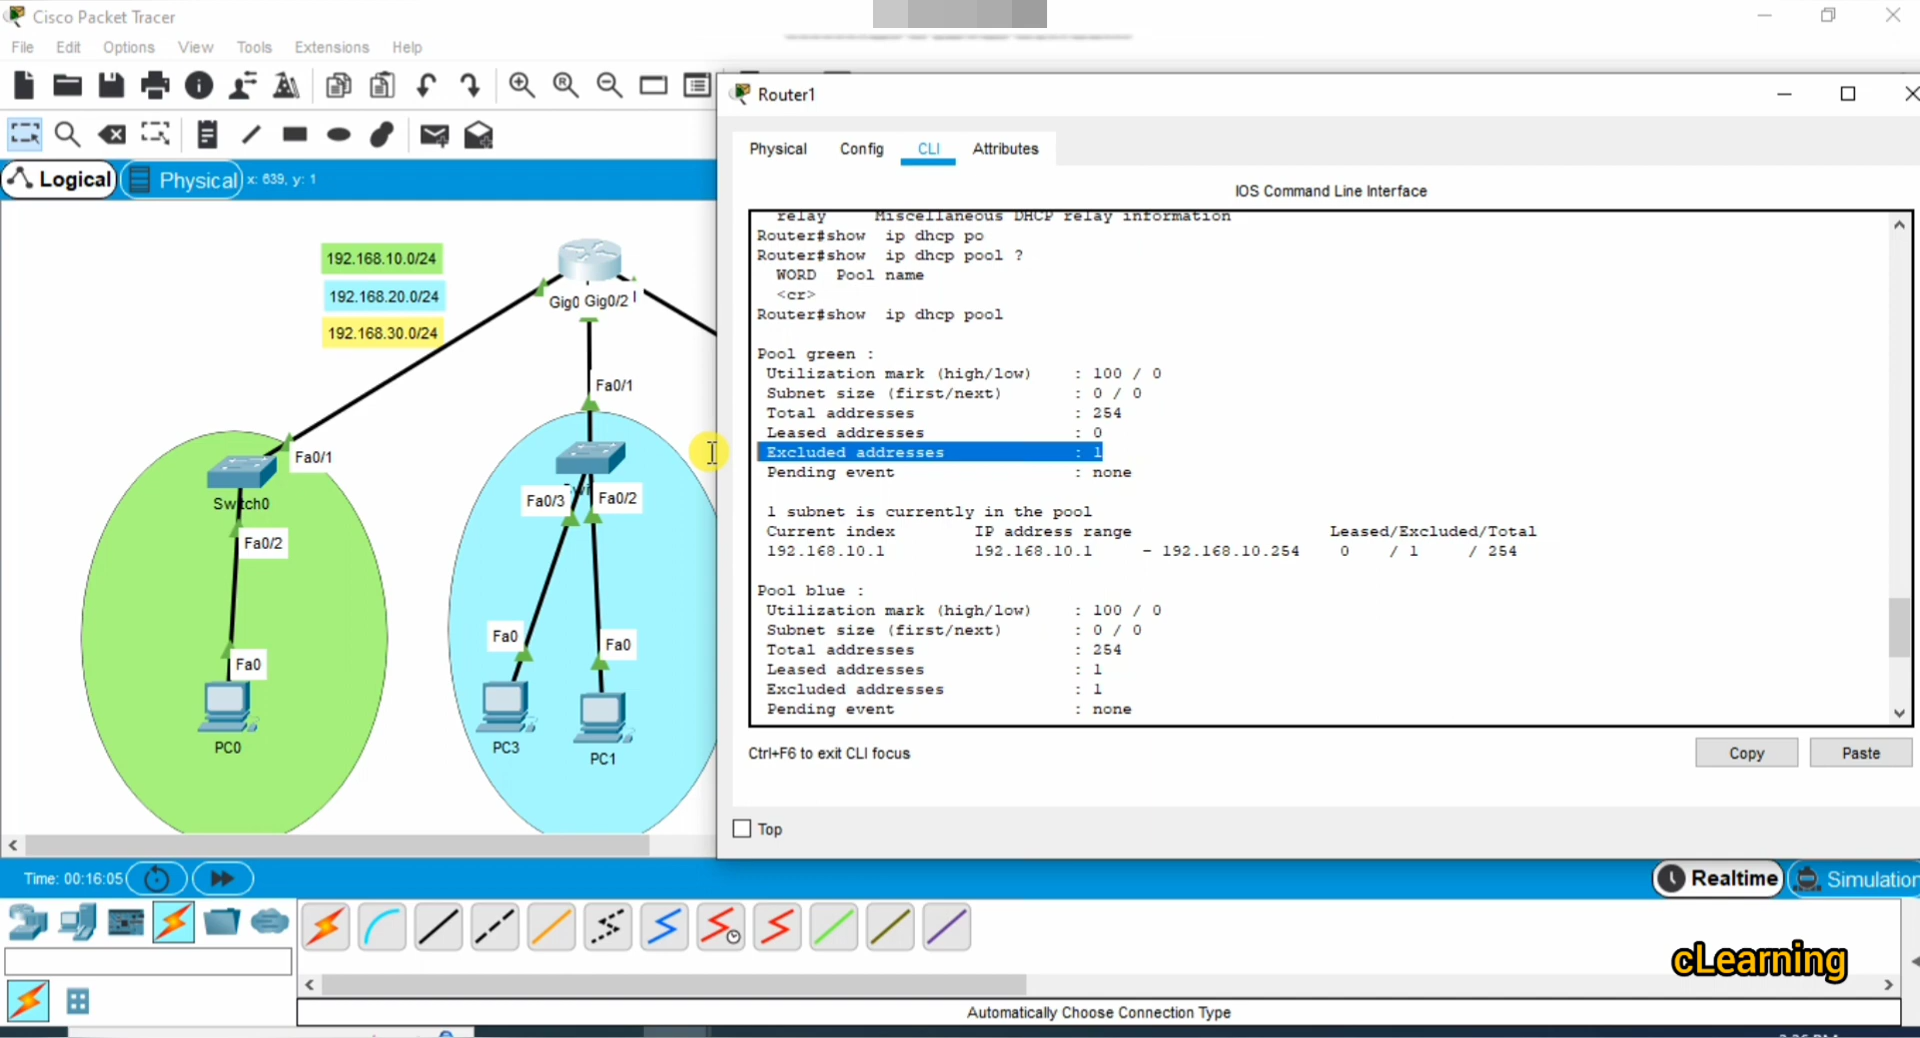 Cisco Packet Tracer
File Edit Options View Tools Extensions Help
Logical Physical x: 639, y: 1
192.168.10.0/24
192.168.20.0/24
192.168.30.0/24
Gig0 Gig0/2
Fa0/1
Fa0/1
Switch0
Fa0/3 Fa0/2
Fa0/2
Fa0 Fa0
Fa0
PC0 PC3 PC1
Router1
Physical Config CLI Attributes
IOS Command Line Interface
relay Miscellaneous DHCP relay information
Router#show ip dhcp po
Router#show ip dhcp pool ?
WORD Pool name
<cr>
Router#show ip dhcp pool
Pool green :
Utilization mark (high/low) : 100 / 0
Subnet size (first/next) : 0 / 0
Total addresses : 254
Leased addresses : 0
Excluded addresses : 1
Pending event : none
1 subnet is currently in the pool
Current index IP address range Leased/Excluded/Total
192.168.10.1 192.168.10.1 - 192.168.10.254 0 / 1 / 254
Pool blue :
Utilization mark (high/low) : 100 / 0
Subnet size (first/next) : 0 / 0
Total addresses : 254
Leased addresses : 1
Excluded addresses : 1
Pending event : none
Ctrl+F6 to exit CLI focus
Copy Paste
Top
Time: 00:16:05
Realtime Simulation
cLearning
Automatically Choose Connection Type